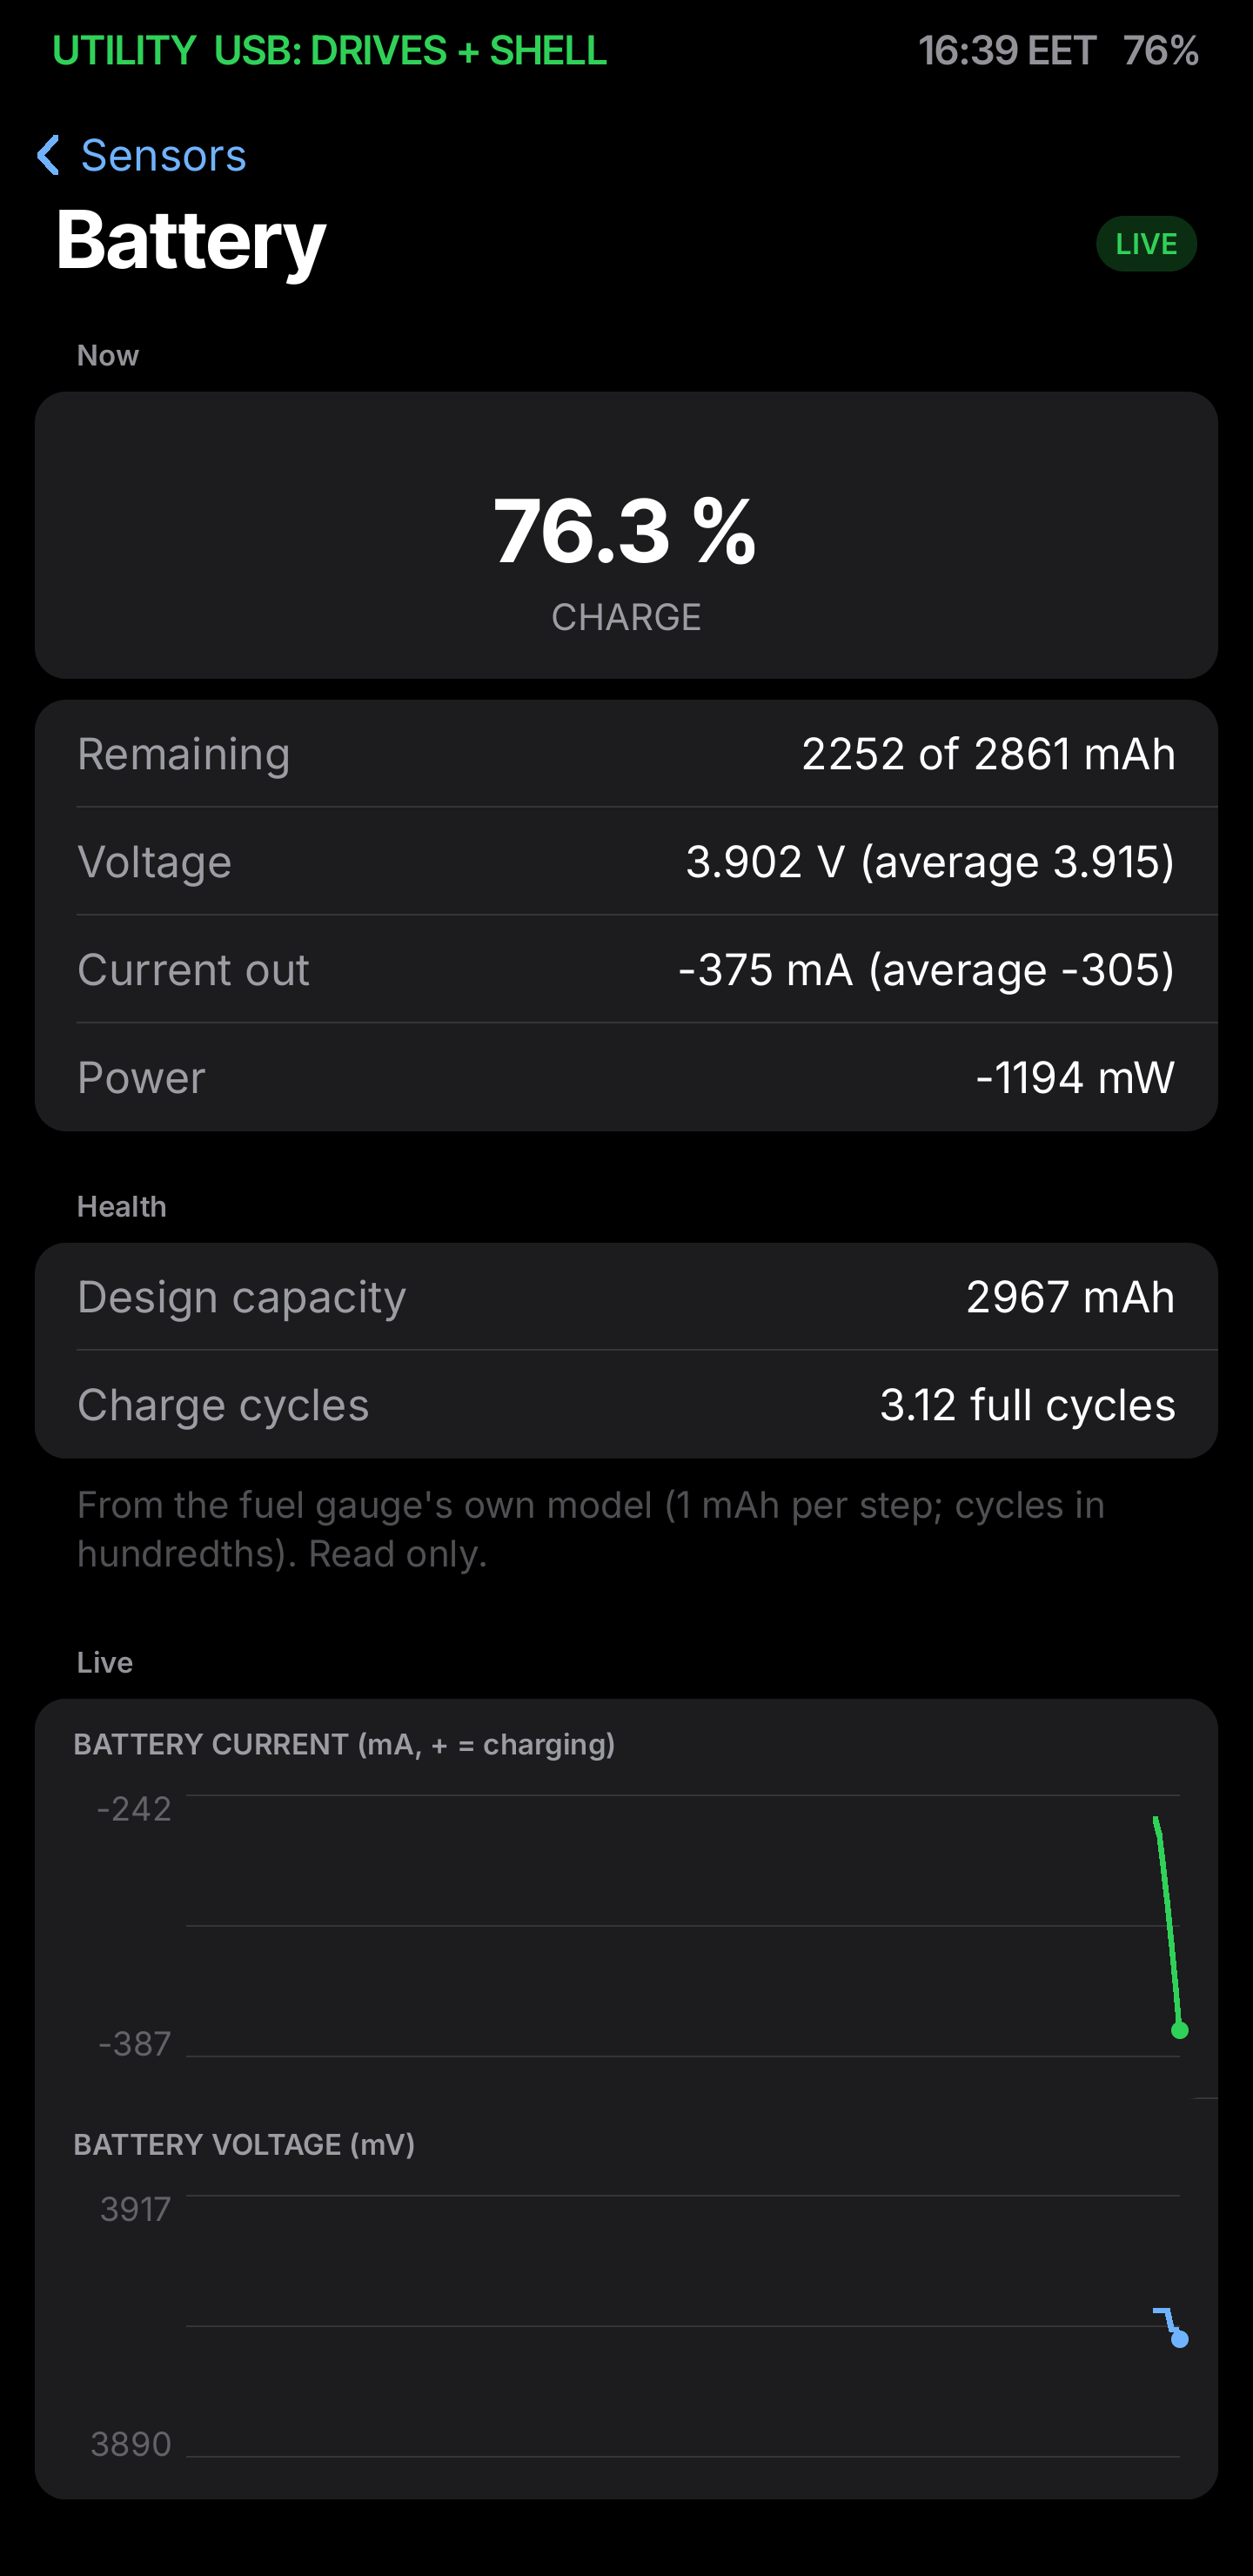 UTILITY USB: DRIVES + SHELL 16:39 EET 76%
Sensors
Battery LIVE
Now
76.3 %
CHARGE
Remaining 2252 of 2861 mAh
Voltage 3.902 V (average 3.915)
Current out -375 mA (average -305)
Power -1194 mW
Health
Design capacity 2967 mAh
Charge cycles 3.12 full cycles
From the fuel gauge's own model (1 mAh per step; cycles in
hundredths). Read only.
Live
BATTERY CURRENT (mA, + = charging)
-242
-387
BATTERY VOLTAGE (mV)
3917
3890